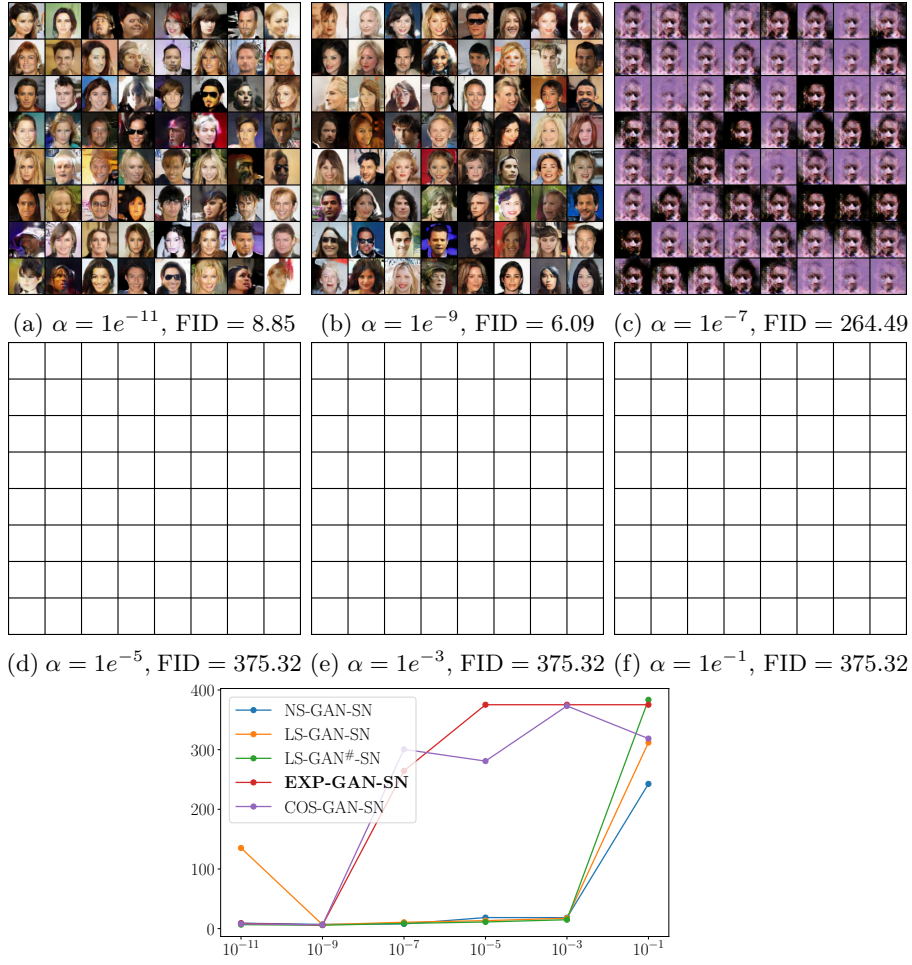 (a) α = 1e⁻¹¹, FID = 8.85 (b) α = 1e⁻⁹, FID = 6.09 (c) α = 1e⁻⁷, FID = 264.49
(d) α = 1e⁻⁵, FID = 375.32 (e) α = 1e⁻³, FID = 375.32 (f) α = 1e⁻¹, FID = 375.32
400
300
200
100
0
NS-GAN-SN
LS-GAN-SN
LS-GAN#-SN
EXP-GAN-SN
COS-GAN-SN
10⁻¹¹ 10⁻⁹ 10⁻⁷ 10⁻⁵ 10⁻³ 10⁻¹